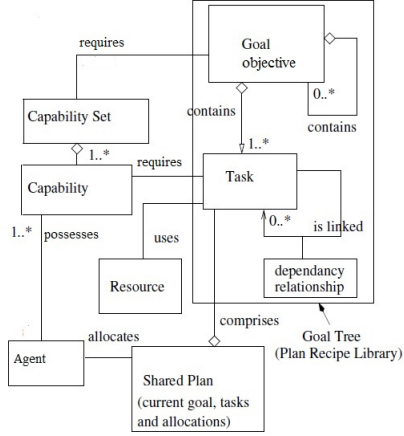 requires
Goal
objective
0..*
contains
contains
Capability Set
1..*
1..*
requires
Capability
Task
1..*
possesses
0..*
is linked
uses
dependancy
relationship
Resource
comprises
Goal Tree
(Plan Recipe Library)
allocates
Agent
Shared Plan
(current goal, tasks
and allocations)